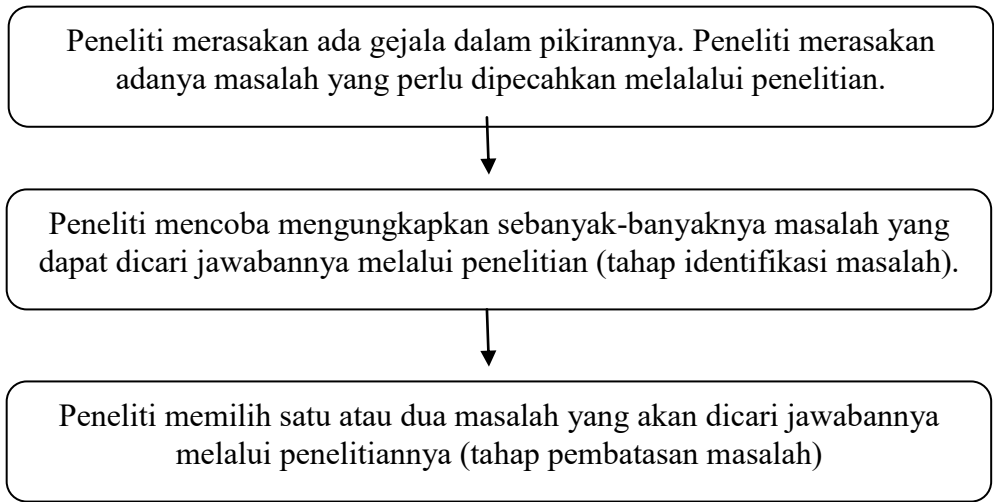 Peneliti merasakan ada gejala dalam pikirannya. Peneliti merasakan
adanya masalah yang perlu dipecahkan melalalui penelitian.
Peneliti mencoba mengungkapkan sebanyak-banyaknya masalah yang
dapat dicari jawabannya melalui penelitian (tahap identifikasi masalah).
Peneliti memilih satu atau dua masalah yang akan dicari jawabannya
melalui penelitiannya (tahap pembatasan masalah)